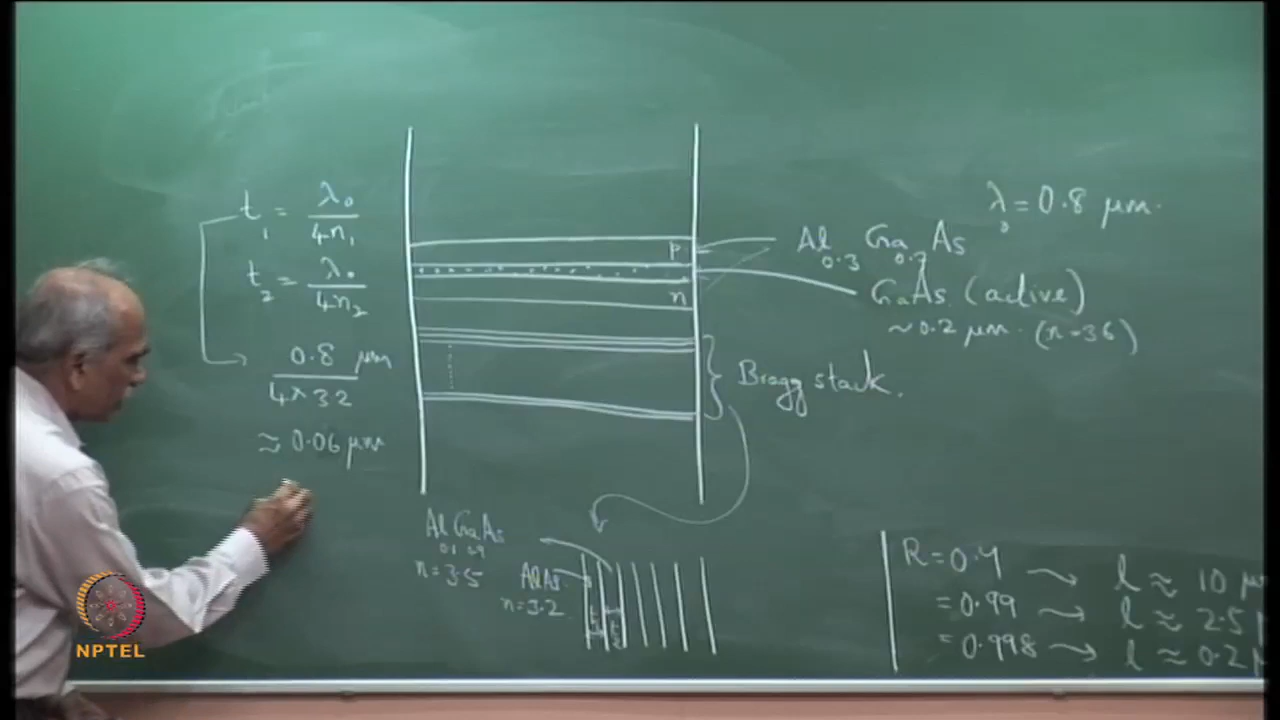 t₁ = λ₀ / 4n₁
t₂ = λ₀ / 4n₂
0.8 μm / 4×3.2
≈ 0.06 μm
p
n
λ₀ = 0.8 μm.
Al₀.₃ Ga₀.₇ As
GaAs (active)
~0.2 μm. (n=3.6)
Bragg stack.
AlGaAs
0.1 0.9
n=3.5
AlAs
n=3.2
R = 0.4 → l ≈ 10 μm
= 0.99 → l ≈ 2.5 μ
= 0.998 → l ≈ 0.2 μ
NPTEL